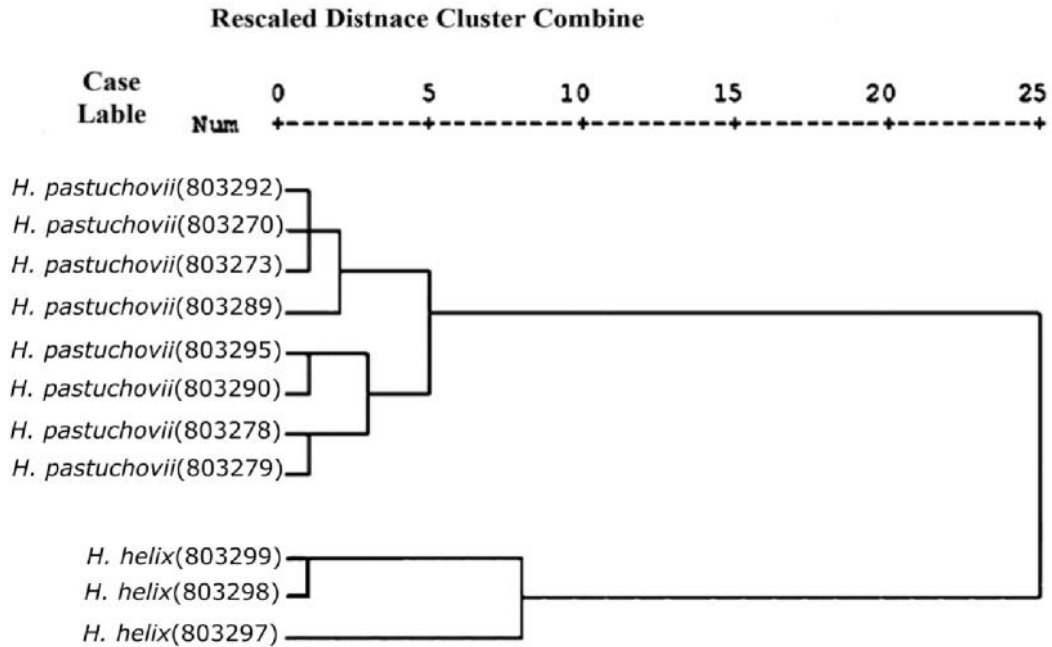 Rescaled Distnace Cluster Combine
Case
Lable
Num
0 5 10 15 20 25
H. pastuchovii(803292)
H. pastuchovii(803270)
H. pastuchovii(803273)
H. pastuchovii(803289)
H. pastuchovii(803295)
H. pastuchovii(803290)
H. pastuchovii(803278)
H. pastuchovii(803279)
H. helix(803299)
H. helix(803298)
H. helix(803297)